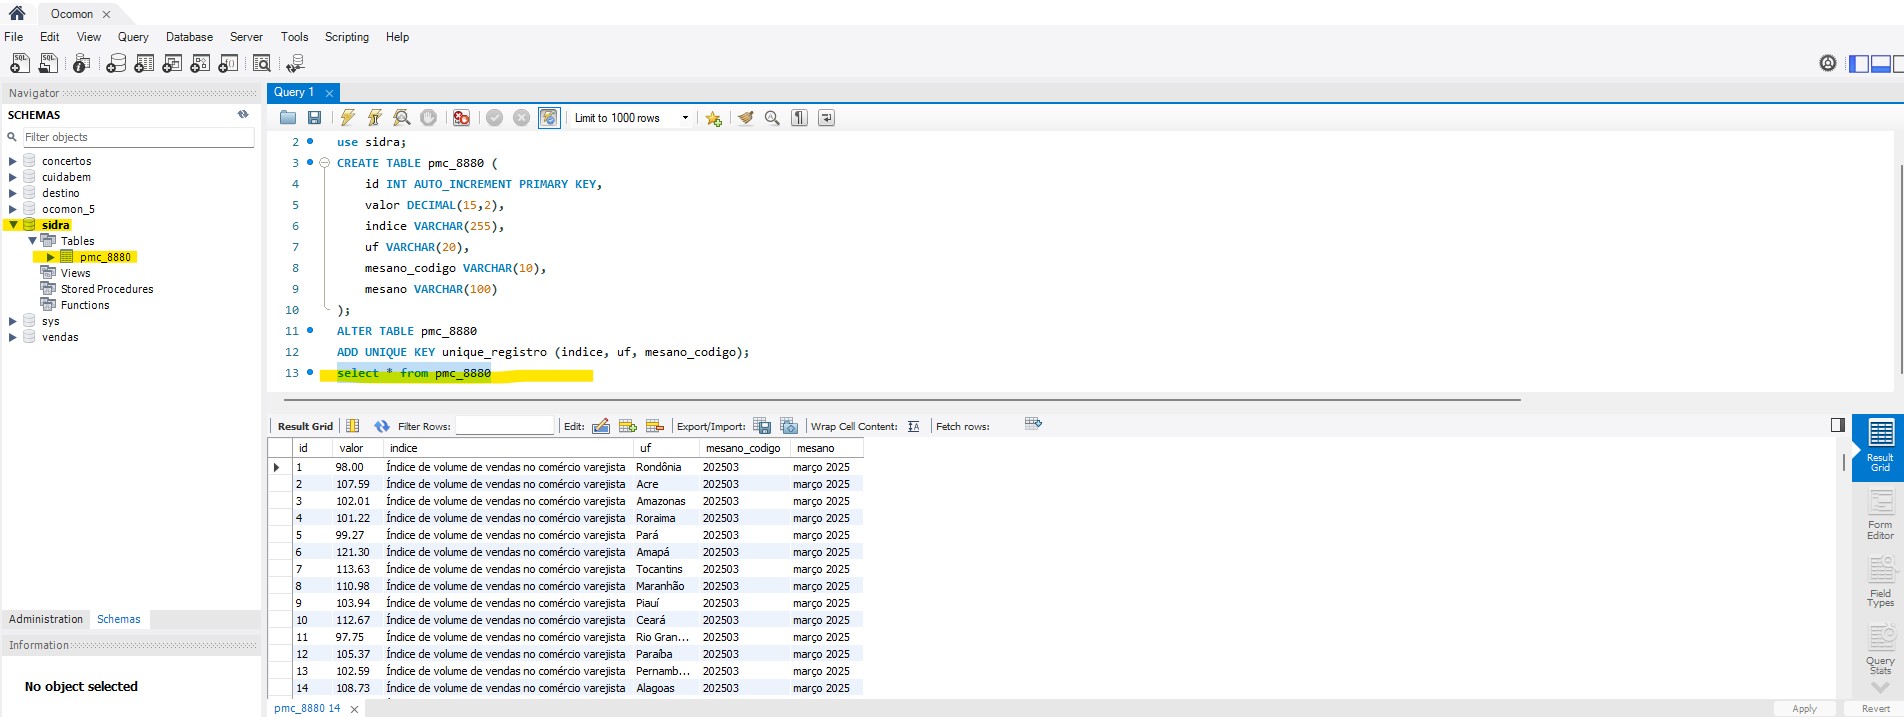 Ocomon
File Edit View Query Database Server Tools Scripting Help
Navigator
SCHEMAS
Filter objects
concertos
cuidabem
destino
ocomon_5
sidra
Tables
pmc_8880
Views
Stored Procedures
Functions
sys
vendas
Administration Schemas
Information
No object selected
Query 1
Limit to 1000 rows
2 use sidra;
3 CREATE TABLE pmc_8880 (
4 id INT AUTO_INCREMENT PRIMARY KEY,
5 valor DECIMAL(15,2),
6 indice VARCHAR(255),
7 uf VARCHAR(20),
8 mesano_codigo VARCHAR(10),
9 mesano VARCHAR(100)
10 );
11 ALTER TABLE pmc_8880
12 ADD UNIQUE KEY unique_registro (indice, uf, mesano_codigo);
13 select * from pmc_8880
Result Grid Filter Rows: Edit: Export/Import: Wrap Cell Content: Fetch rows:
id valor indice uf mesano_codigo mesano
1 98.00 Índice de volume de vendas no comércio varejista Rondônia 202503 março 2025
2 107.59 Índice de volume de vendas no comércio varejista Acre 202503 março 2025
3 102.01 Índice de volume de vendas no comércio varejista Amazonas 202503 março 2025
4 101.22 Índice de volume de vendas no comércio varejista Roraima 202503 março 2025
5 99.27 Índice de volume de vendas no comércio varejista Pará 202503 março 2025
6 121.30 Índice de volume de vendas no comércio varejista Amapá 202503 março 2025
7 113.63 Índice de volume de vendas no comércio varejista Tocantins 202503 março 2025
8 110.98 Índice de volume de vendas no comércio varejista Maranhão 202503 março 2025
9 103.94 Índice de volume de vendas no comércio varejista Piauí 202503 março 2025
10 112.67 Índice de volume de vendas no comércio varejista Ceará 202503 março 2025
11 97.75 Índice de volume de vendas no comércio varejista Rio Gran... 202503 março 2025
12 105.37 Índice de volume de vendas no comércio varejista Paraíba 202503 março 2025
13 102.59 Índice de volume de vendas no comércio varejista Pernamb... 202503 março 2025
14 108.73 Índice de volume de vendas no comércio varejista Alagoas 202503 março 2025
pmc_8880 14
Result
Grid
Form
Editor
Field
Types
Query
Stats
Apply Revert